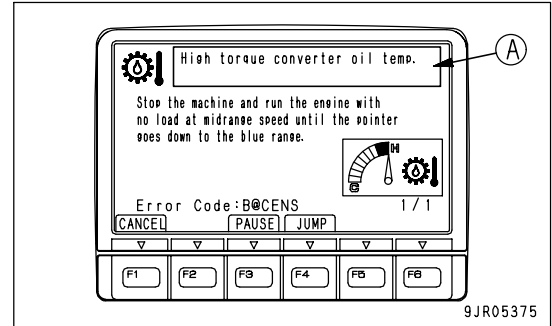 High torque converter oil temp.
A
Stop the machine and run the engine with
no load at midrange speed until the pointer
goes down to the blue range.
H
C
Error Code:B@CENS
1/1
CANCEL PAUSE JUMP
F1 F2 F3 F4 F5 F6
9JR05375